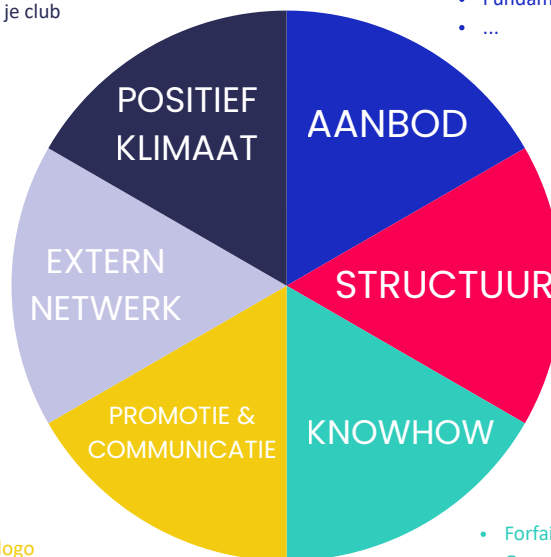 je club
• ...
POSITIEF
KLIMAAT
AANBOD
EXTERN
NETWERK
STRUCTUUR
PROMOTIE &
COMMUNICATIE
KNOWHOW
logo
• Forfai